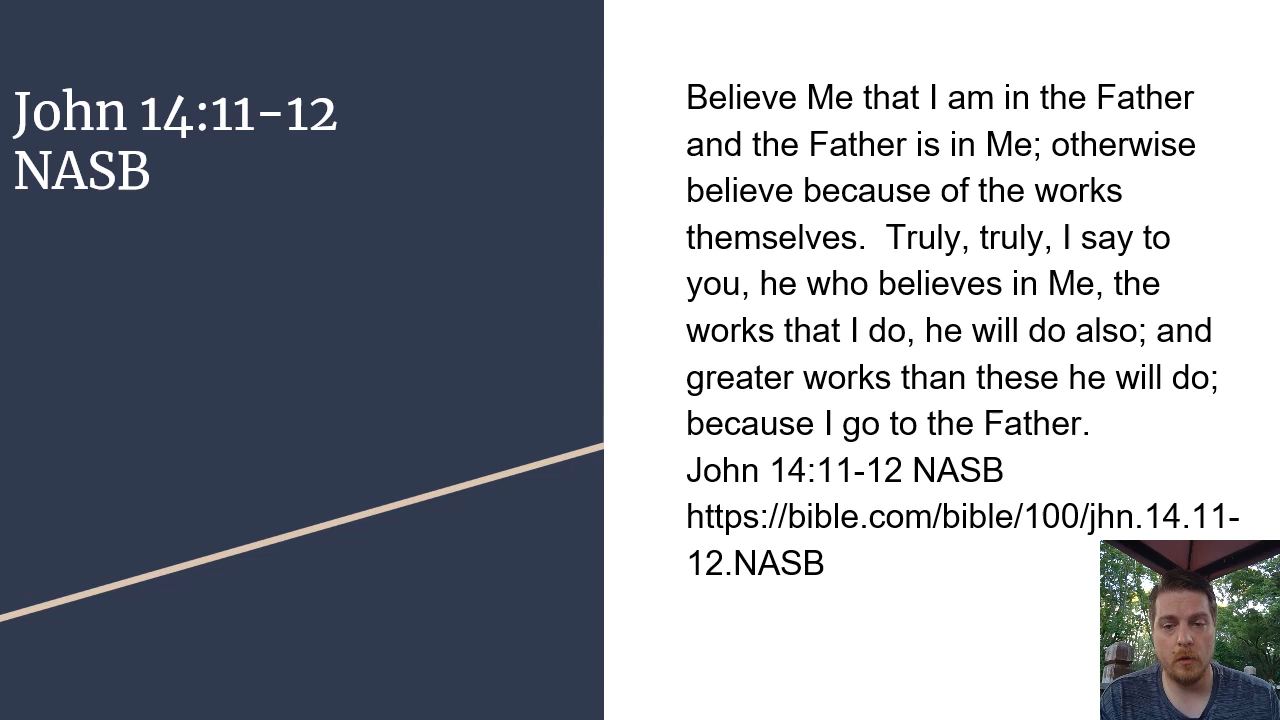 John 14:11-12
NASB
Believe Me that I am in the Father
and the Father is in Me; otherwise
believe because of the works
themselves.  Truly, truly, I say to
you, he who believes in Me, the
works that I do, he will do also; and
greater works than these he will do;
because I go to the Father.
John 14:11-12 NASB
https://bible.com/bible/100/jhn.14.11-
12.NASB